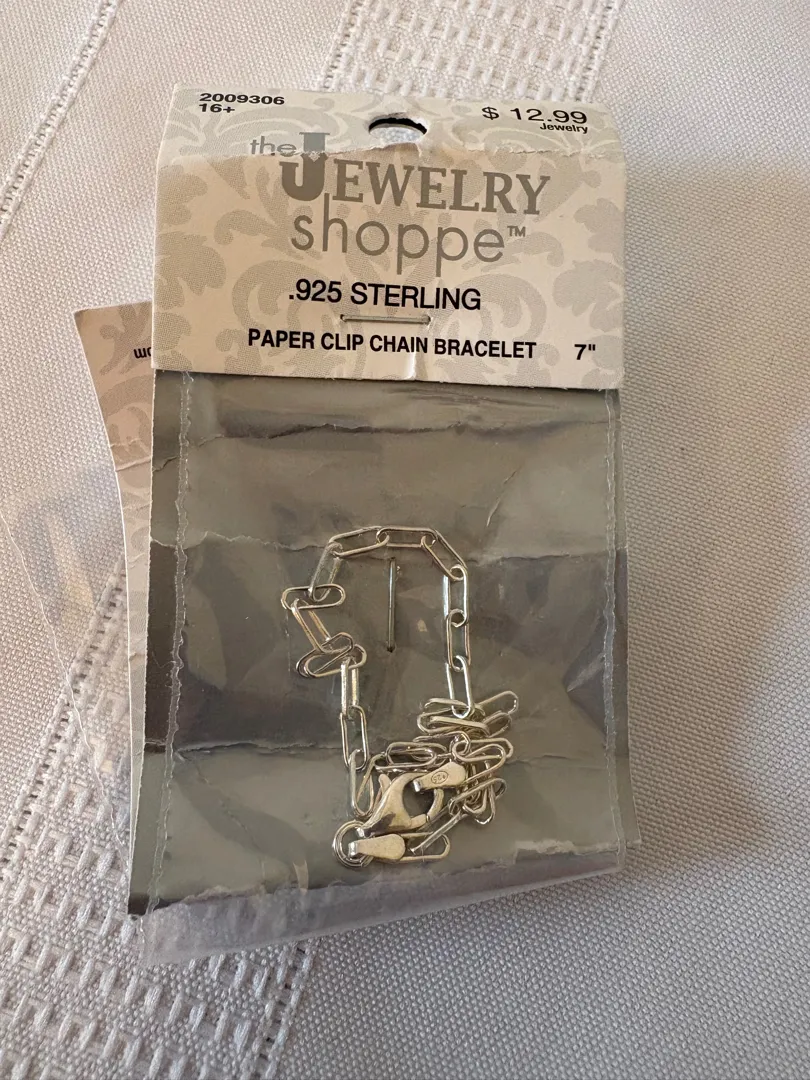 2009306
16+
$ 12.99
Jewelry
the JEWELRY
shoppe™
.925 STERLING
PAPER CLIP CHAIN BRACELET 7"